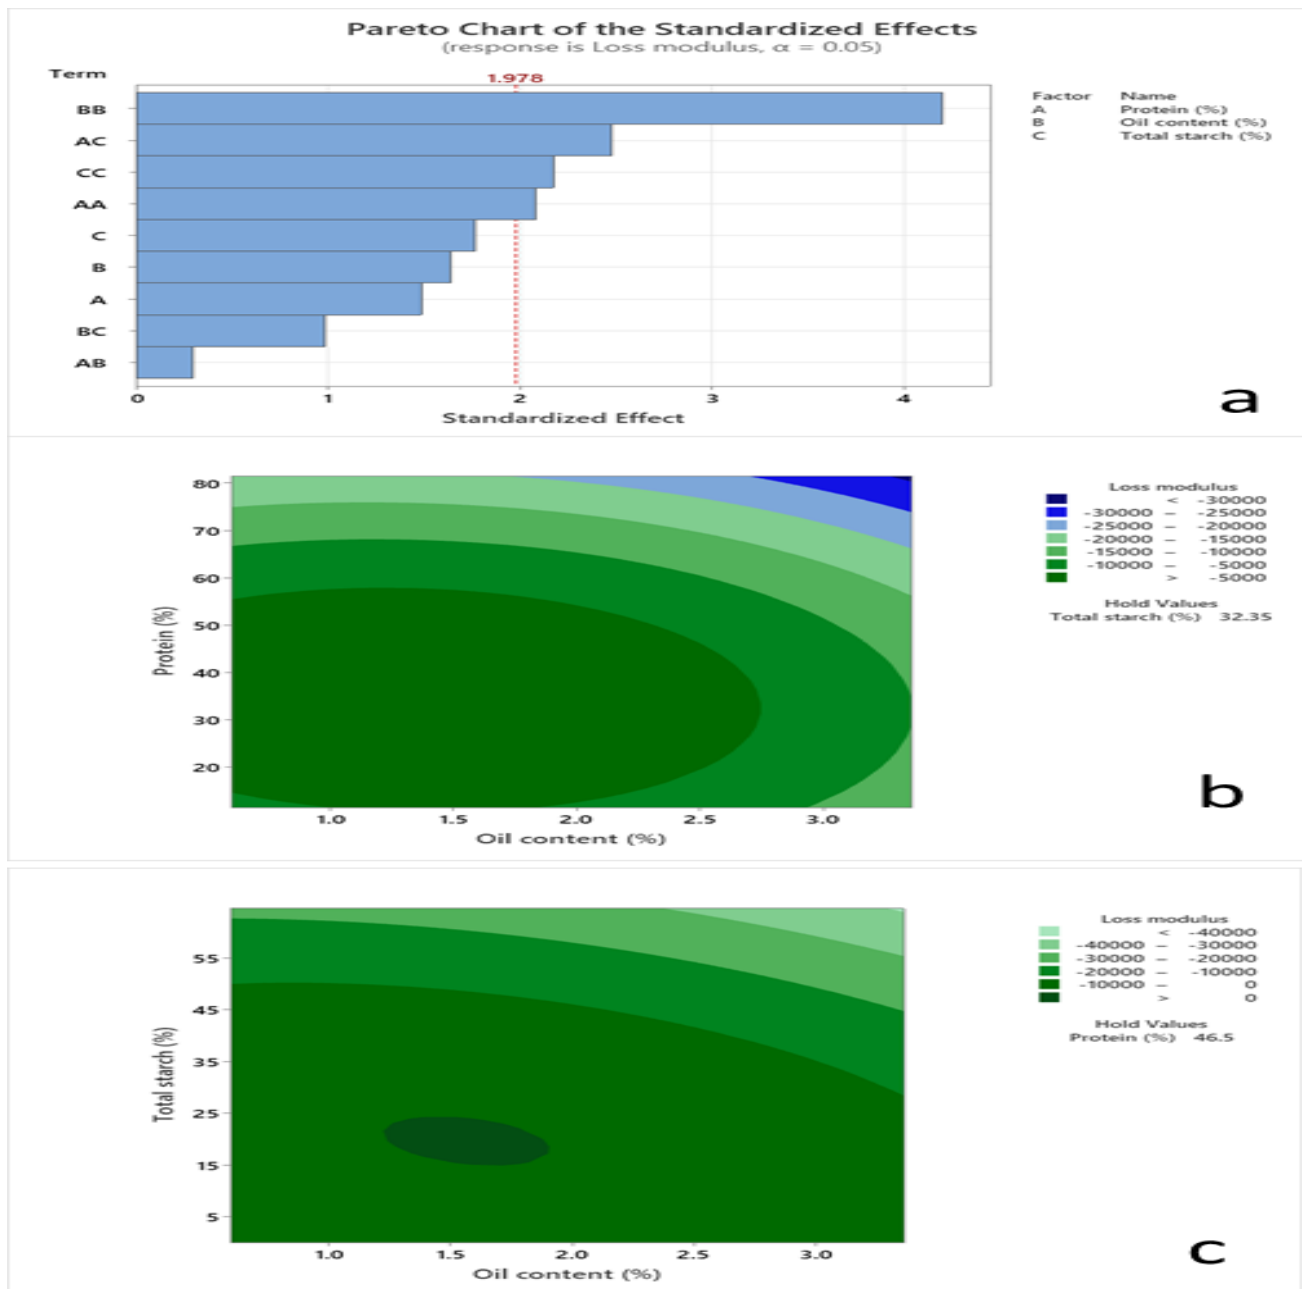 Pareto Chart of the Standardized Effects
(response is Loss modulus, α = 0.05)
Term
1.978
BB
AC
CC
AA
C
B
A
BC
AB
0 1 2 3 4
Standardized Effect
Factor Name
A Protein (%)
B Oil content (%)
C Total starch (%)
a
80
70
60
50
40
30
20
Protein (%)
1.0 1.5 2.0 2.5 3.0
Oil content (%)
Loss modulus
< -30000
-30000 – -25000
-25000 – -20000
-20000 – -15000
-15000 – -10000
-10000 – -5000
> -5000
Hold Values
Total starch (%) 32.35
b
55
45
35
25
15
5
Total starch (%)
1.0 1.5 2.0 2.5 3.0
Oil content (%)
Loss modulus
< -40000
-40000 – -30000
-30000 – -20000
-20000 – -10000
-10000 – 0
> 0
Hold Values
Protein (%) 46.5
c